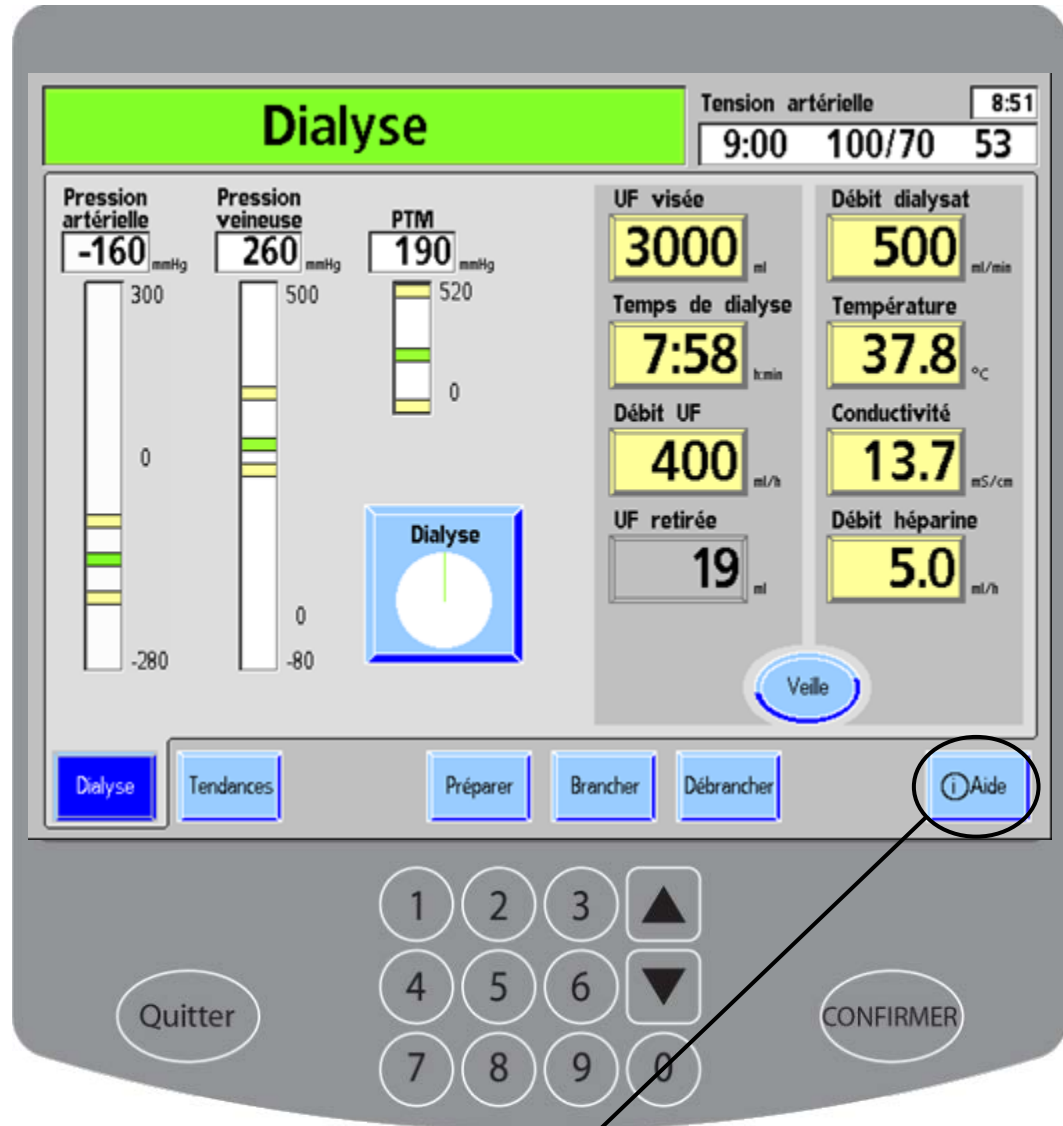 Dialyse
Tension artérielle 8:51
9:00 100/70 53
Pression artérielle
-160 mmHg
300
0
-280
Pression veineuse
260 mmHg
500
0
-80
PTM
190 mmHg
520
0
Dialyse
UF visée
3000 ml
Temps de dialyse
7:58 h:min
Débit UF
400 ml/h
UF retirée
19 ml
Débit dialysat
500 ml/min
Température
37.8 °C
Conductivité
13.7 mS/cm
Débit héparine
5.0 ml/h
Veille
Dialyse Tendances Préparer Brancher Débrancher i Aide
1 2 3
4 5 6
7 8 9 0
Quitter
CONFIRMER